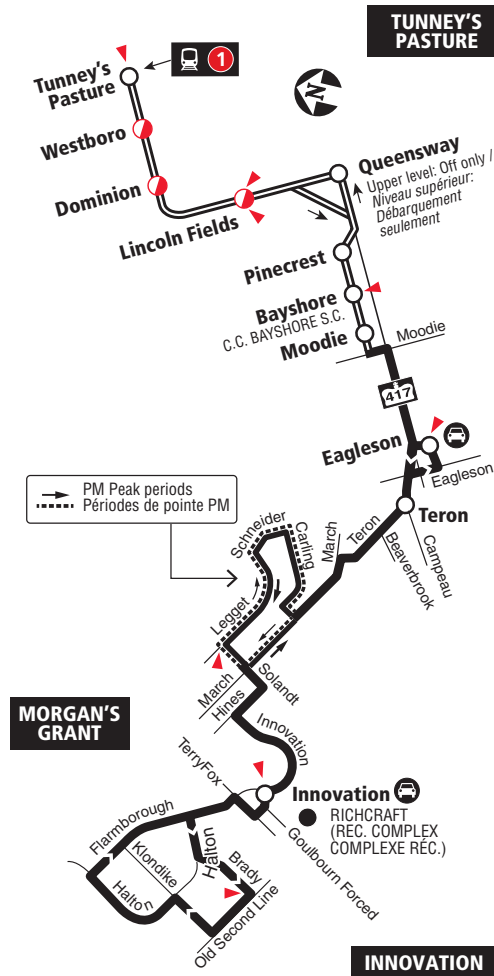 TUNNEY'S
PASTURE
1
Tunney's
Pasture
N
Westboro
Queensway
Upper level: Off only /
Niveau supérieur:
Débarquement
seulement
Dominion
Lincoln Fields
Pinecrest
Bayshore
C.C. BAYSHORE S.C.
Moodie
Moodie
417
Eagleson
Eagleson
PM Peak periods
Périodes de pointe PM
Teron
Schneider
Carling
March
Teron
Beaverbrook
Campeau
Legget
Solandt
March
Hines
MORGAN'S
GRANT
Innovation
TerryFox
Innovation
RICHCRAFT
(REC. COMPLEX
COMPLEXE RÉC.)
Flarmborough
Goulbourn Forced
Klondike
Halton
Brady
Halton
Old Second Line
INNOVATION